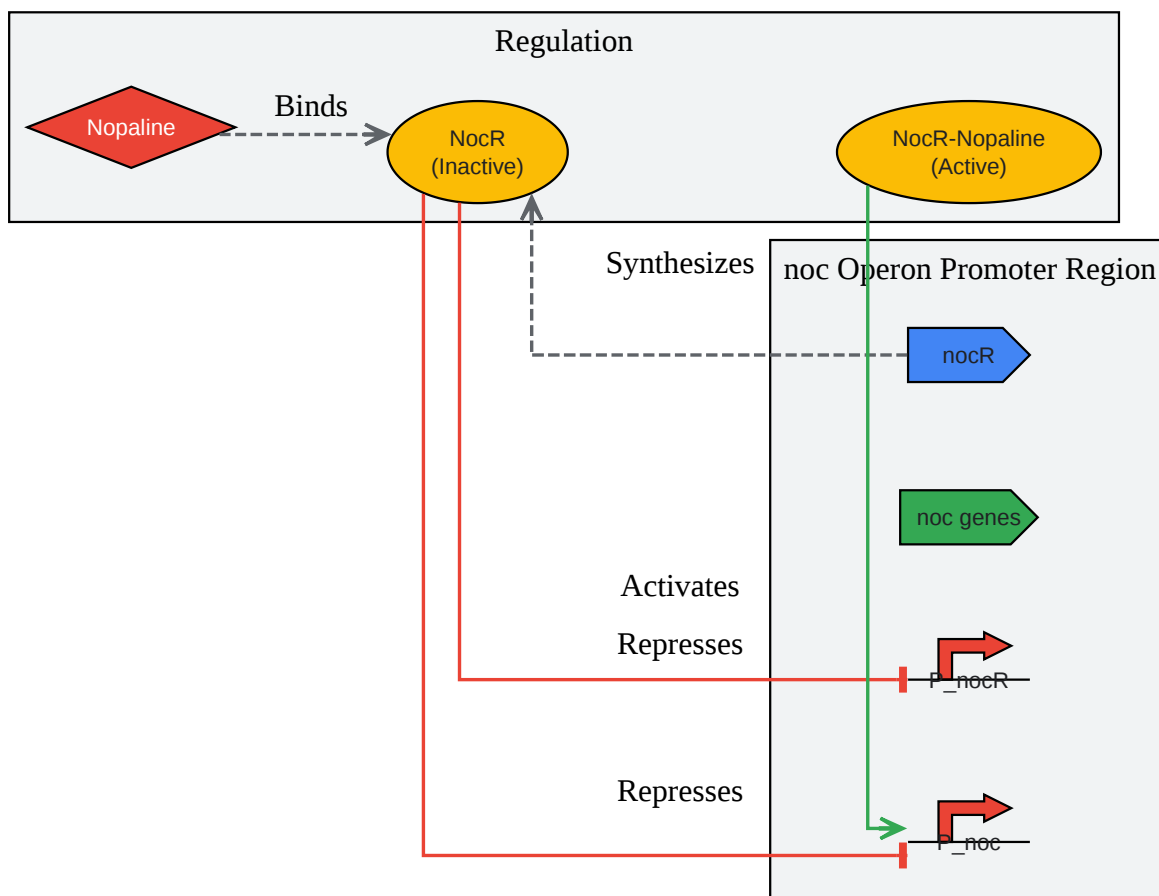 Regulation
Binds
Nopaline
NocR
(Inactive)
NocR-Nopaline
(Active)
Synthesizes
noc Operon Promoter Region
nocR
noc genes
Activates
Represses
P_nocR
Represses
P_noc